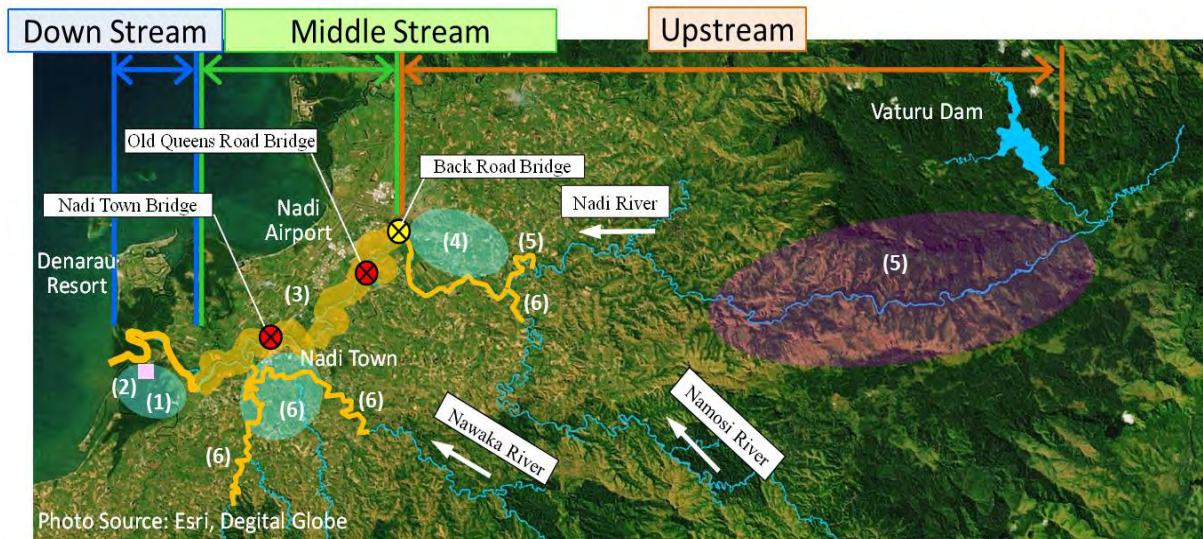 Down Stream
Middle Stream
Upstream
Vaturu Dam
Old Queens Road Bridge
Back Road Bridge
Nadi Town Bridge
Nadi
Airport
Nadi River
Denarau
Resort
(4)
(5)
(5)
(3)
(6)
Nadi Town
(2)
(1)
(6)
(6)
(6)
Nawaka River
Namosi River
Photo Source: Esri, Degital Globe